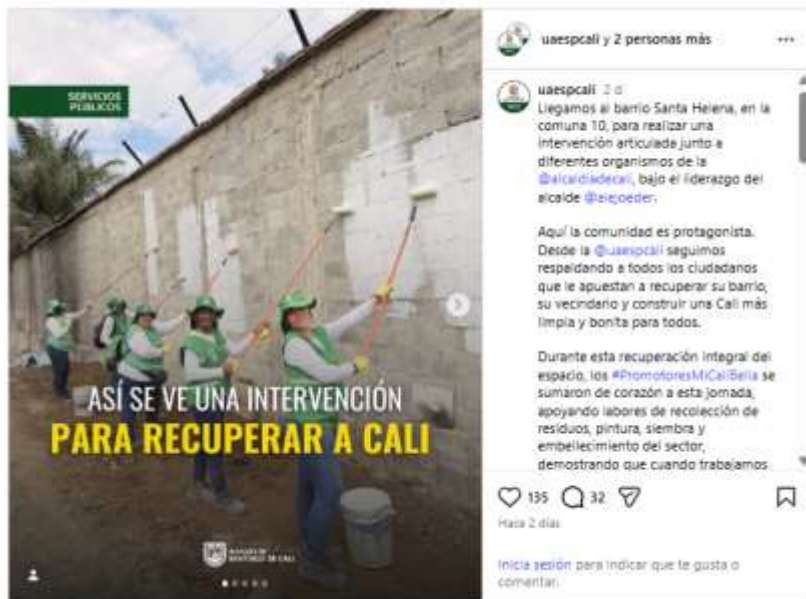 SERVICIOS
PÚBLICOS
ASÍ SE VE UNA INTERVENCIÓN
PARA RECUPERAR A CALI
SANTIAGO DE CALI
uaespcali y 2 personas más
uaespcali 2 d
Llegamos al barrio Santa Helena, en la
comuna 10, para realizar una
intervención articulada junto a
diferentes organismos de la
@alcaldiadecali, bajo el liderazgo del
alcalde @alejoeder.
Aquí la comunidad es protagonista.
Desde la @uaespcali seguimos
respaldando a todos los ciudadanos
que le apuestan a recuperar su barrio,
su vecindario y construir una Cali más
limpia y bonita para todos.
Durante esta recuperación integral del
espacio, los #PromotoresMiCaliBella se
sumaron de corazón a esta jornada,
apoyando labores de recolección de
residuos, pintura, siembra y
embellecimiento del sector,
demostrando que cuando trabajamos
135 32
Hace 2 días
Inicia sesión para indicar que te gusta o
comentar.